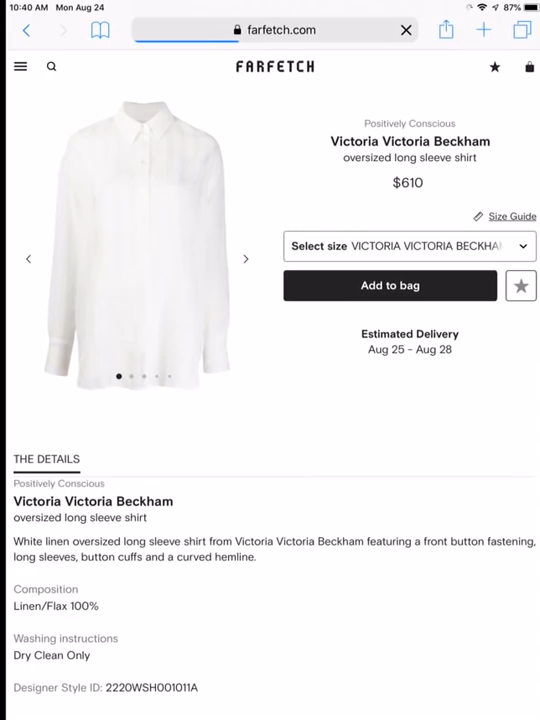 10:40 AM Mon Aug 24
87%
farfetch.com
FARFETCH
Positively Conscious
Victoria Victoria Beckham
oversized long sleeve shirt
$610
Size Guide
Select size VICTORIA VICTORIA BECKHA
Add to bag
Estimated Delivery
Aug 25 - Aug 28
THE DETAILS
Positively Conscious
Victoria Victoria Beckham
oversized long sleeve shirt
White linen oversized long sleeve shirt from Victoria Victoria Beckham featuring a front button fastening,
long sleeves, button cuffs and a curved hemline.
Composition
Linen/Flax 100%
Washing instructions
Dry Clean Only
Designer Style ID: 2220WSH001011A